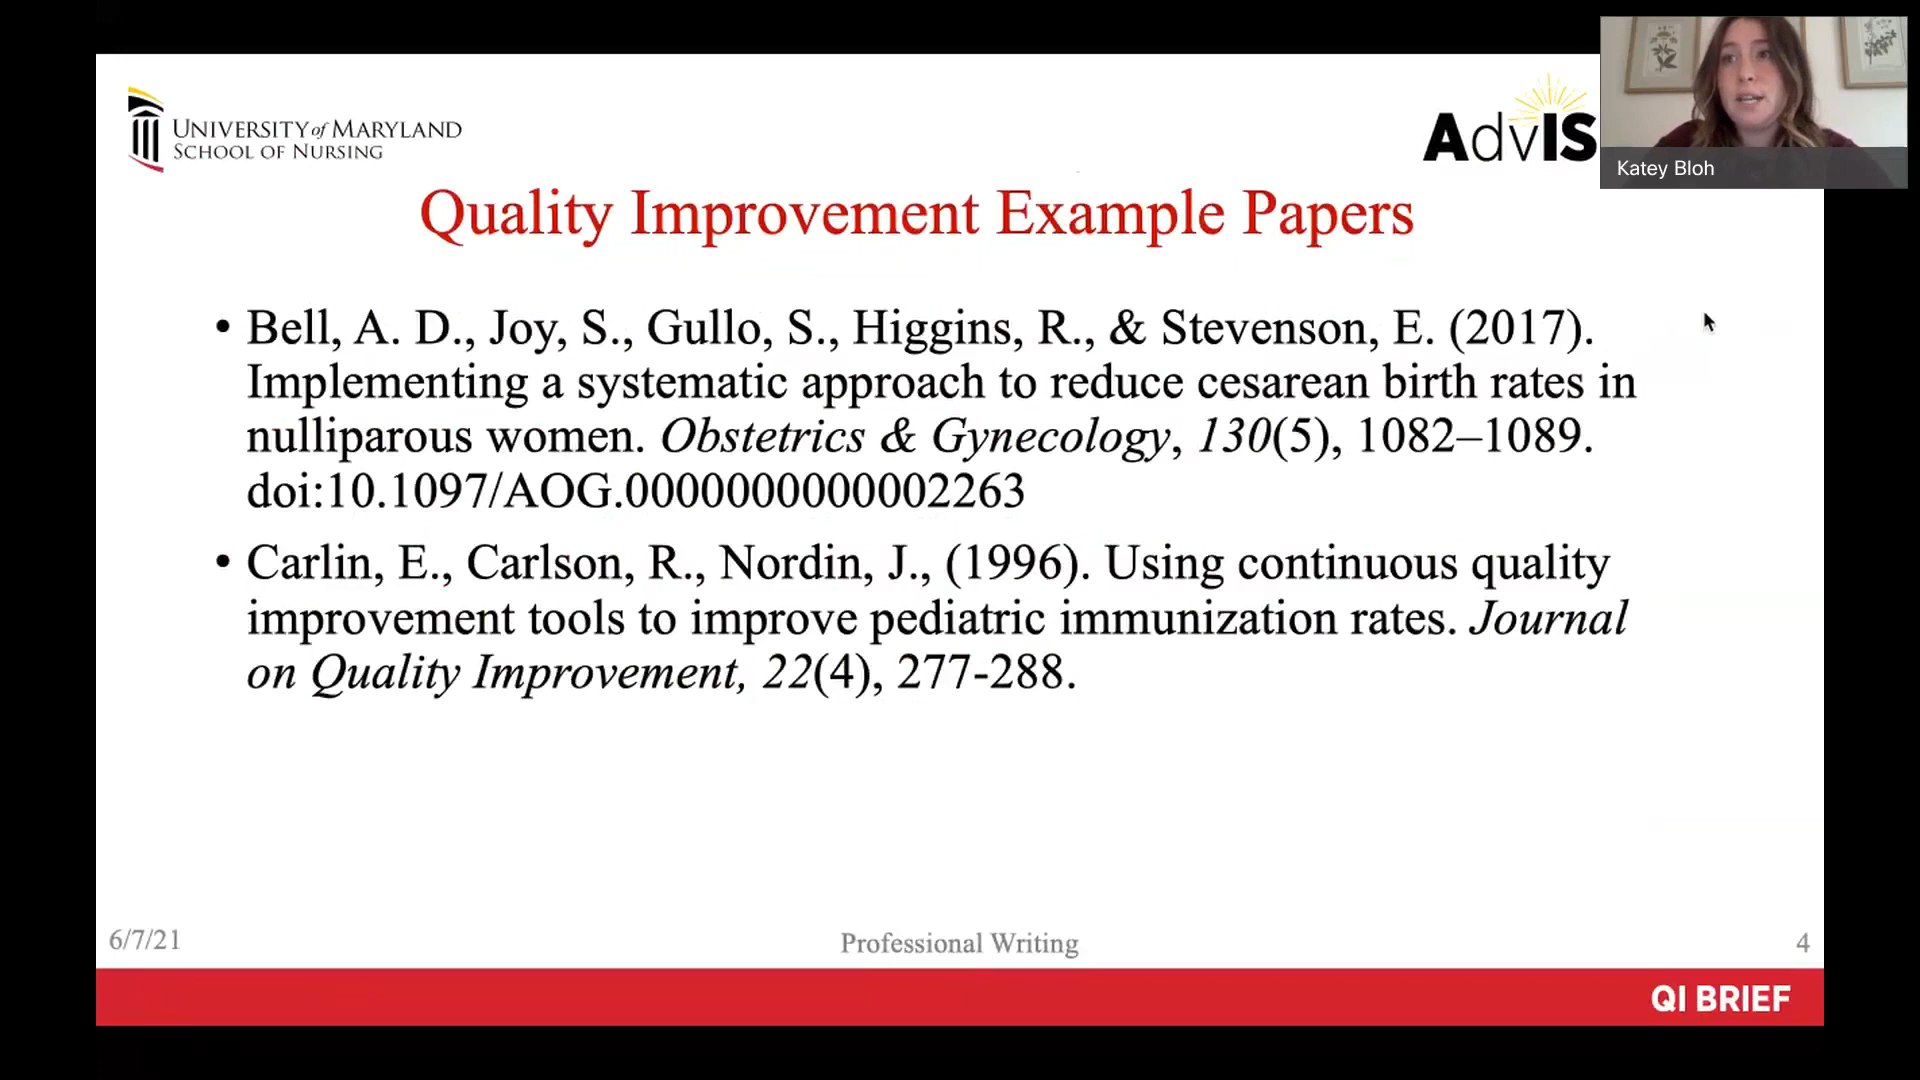 UNIVERSITY of MARYLAND
SCHOOL OF NURSING
AdvIS
Katey Bloh
Quality Improvement Example Papers
• Bell, A. D., Joy, S., Gullo, S., Higgins, R., & Stevenson, E. (2017).
Implementing a systematic approach to reduce cesarean birth rates in
nulliparous women. Obstetrics & Gynecology, 130(5), 1082–1089.
doi:10.1097/AOG.0000000000002263
• Carlin, E., Carlson, R., Nordin, J., (1996). Using continuous quality
improvement tools to improve pediatric immunization rates. Journal
on Quality Improvement, 22(4), 277-288.
6/7/21
Professional Writing
4
QI BRIEF